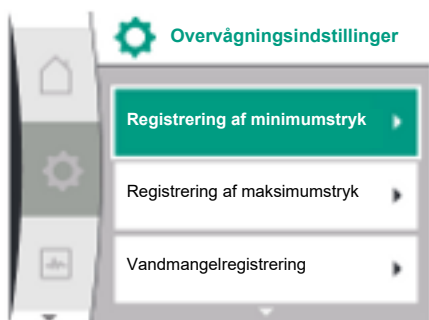 Overvågningsindstillinger
Registrering af minimumstryk
Registrering af maksimumstryk
Vandmangelregistrering